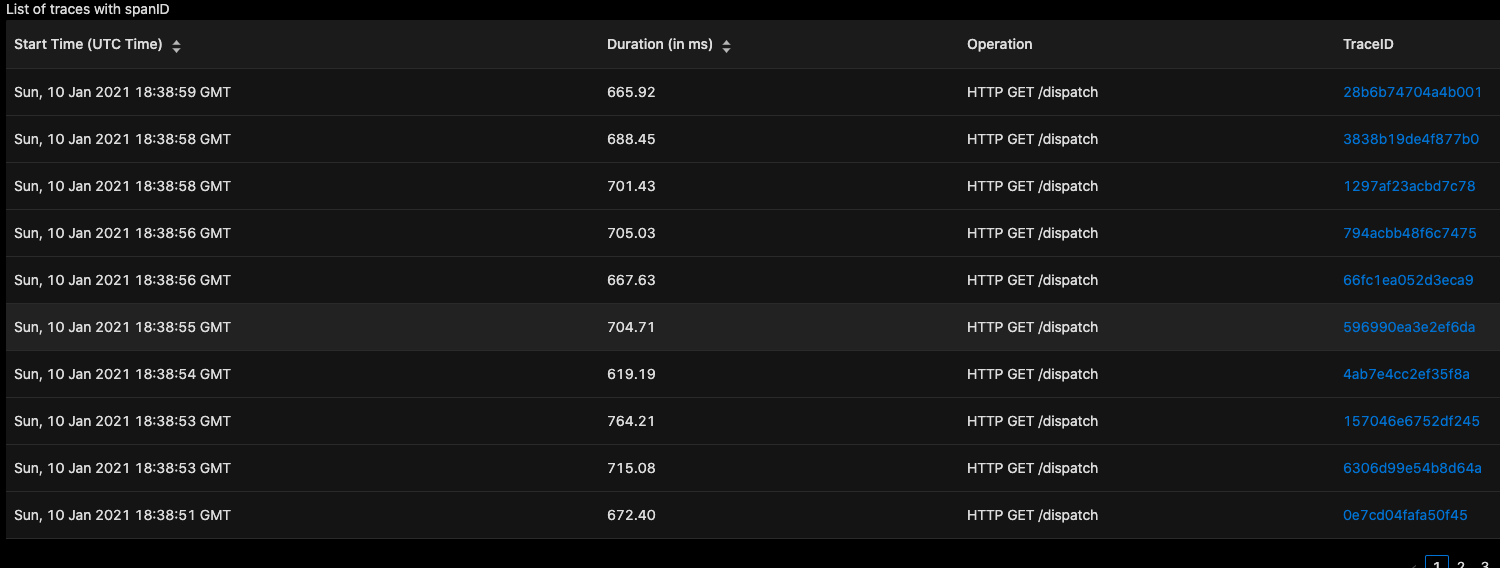 List of traces with spanID
Start Time (UTC Time) Duration (in ms) Operation TraceID
Sun, 10 Jan 2021 18:38:59 GMT 665.92 HTTP GET /dispatch 28b6b74704a4b001
Sun, 10 Jan 2021 18:38:58 GMT 688.45 HTTP GET /dispatch 3838b19de4f877b0
Sun, 10 Jan 2021 18:38:58 GMT 701.43 HTTP GET /dispatch 1297af23acbd7c78
Sun, 10 Jan 2021 18:38:56 GMT 705.03 HTTP GET /dispatch 794acbb48f6c7475
Sun, 10 Jan 2021 18:38:56 GMT 667.63 HTTP GET /dispatch 66fc1ea052d3eca9
Sun, 10 Jan 2021 18:38:55 GMT 704.71 HTTP GET /dispatch 596990ea3e2ef6da
Sun, 10 Jan 2021 18:38:54 GMT 619.19 HTTP GET /dispatch 4ab7e4cc2ef35f8a
Sun, 10 Jan 2021 18:38:53 GMT 764.21 HTTP GET /dispatch 157046e6752df245
Sun, 10 Jan 2021 18:38:53 GMT 715.08 HTTP GET /dispatch 6306d99e54b8d64a
Sun, 10 Jan 2021 18:38:51 GMT 672.40 HTTP GET /dispatch 0e7cd04fafa50f45
1 2 3